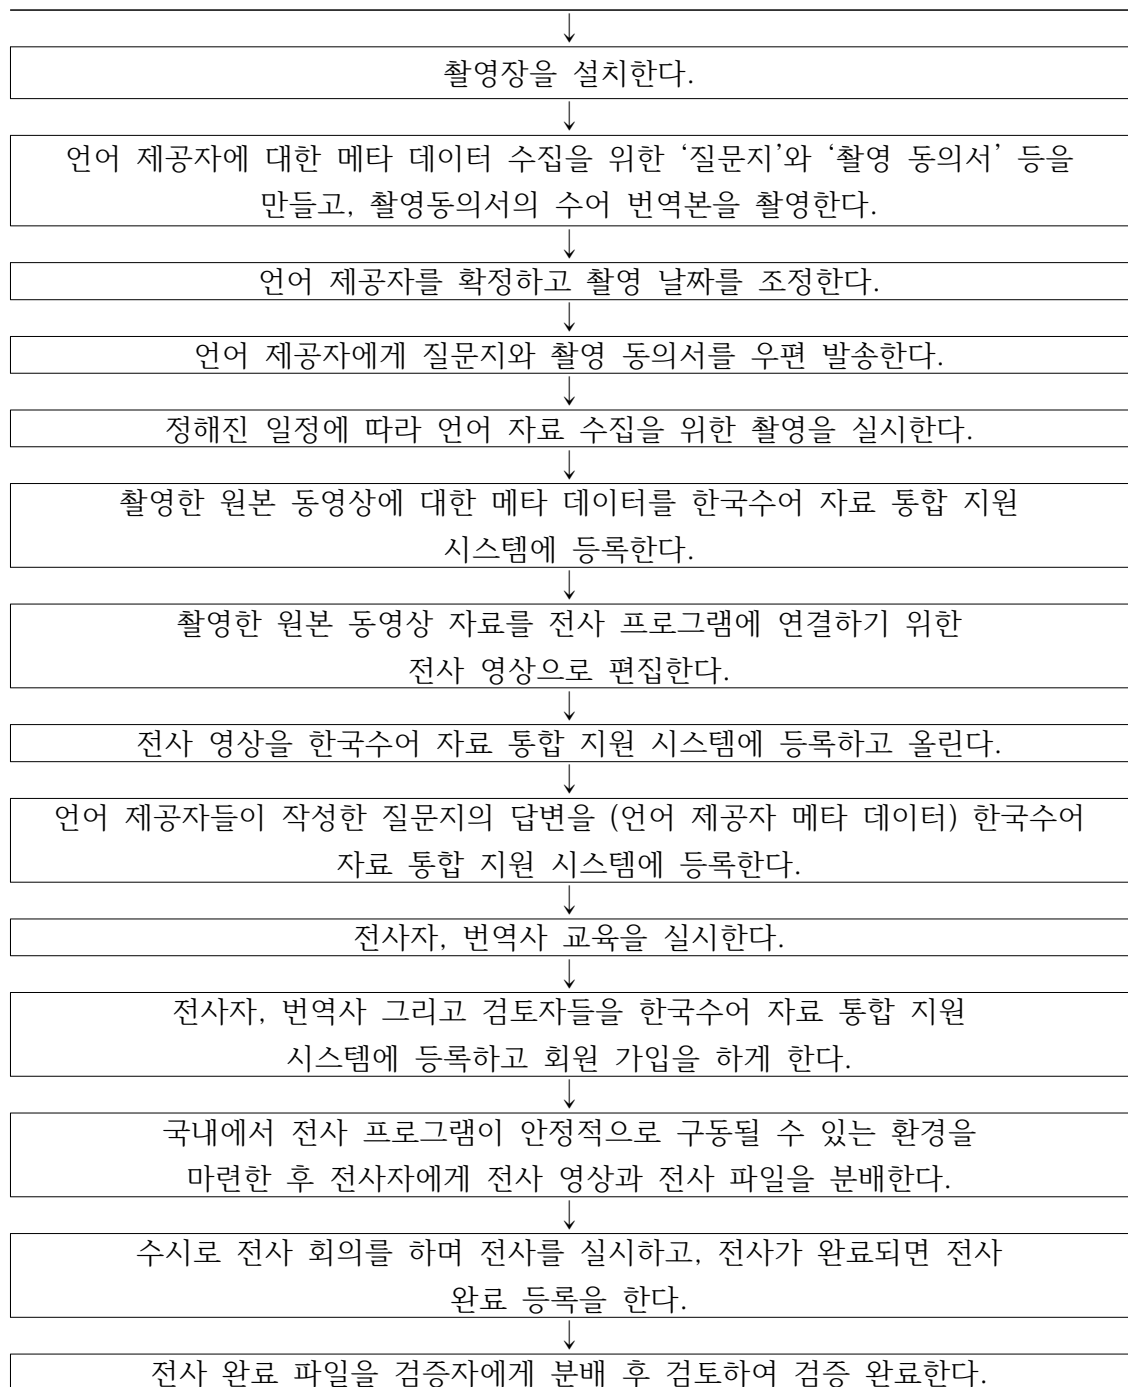 촬영장을 설치한다.
언어 제공자에 대한 메타 데이터 수집을 위한 ‘질문지’와 ‘촬영 동의서’ 등을
만들고, 촬영동의서의 수어 번역본을 촬영한다.
언어 제공자를 확정하고 촬영 날짜를 조정한다.
언어 제공자에게 질문지와 촬영 동의서를 우편 발송한다.
정해진 일정에 따라 언어 자료 수집을 위한 촬영을 실시한다.
촬영한 원본 동영상에 대한 메타 데이터를 한국수어 자료 통합 지원
시스템에 등록한다.
촬영한 원본 동영상 자료를 전사 프로그램에 연결하기 위한
전사 영상으로 편집한다.
전사 영상을 한국수어 자료 통합 지원 시스템에 등록하고 올린다.
언어 제공자들이 작성한 질문지의 답변을 (언어 제공자 메타 데이터) 한국수어
자료 통합 지원 시스템에 등록한다.
전사자, 번역사 교육을 실시한다.
전사자, 번역사 그리고 검토자들을 한국수어 자료 통합 지원
시스템에 등록하고 회원 가입을 하게 한다.
국내에서 전사 프로그램이 안정적으로 구동될 수 있는 환경을
마련한 후 전사자에게 전사 영상과 전사 파일을 분배한다.
수시로 전사 회의를 하며 전사를 실시하고, 전사가 완료되면 전사
완료 등록을 한다.
전사 완료 파일을 검증자에게 분배 후 검토하여 검증 완료한다.